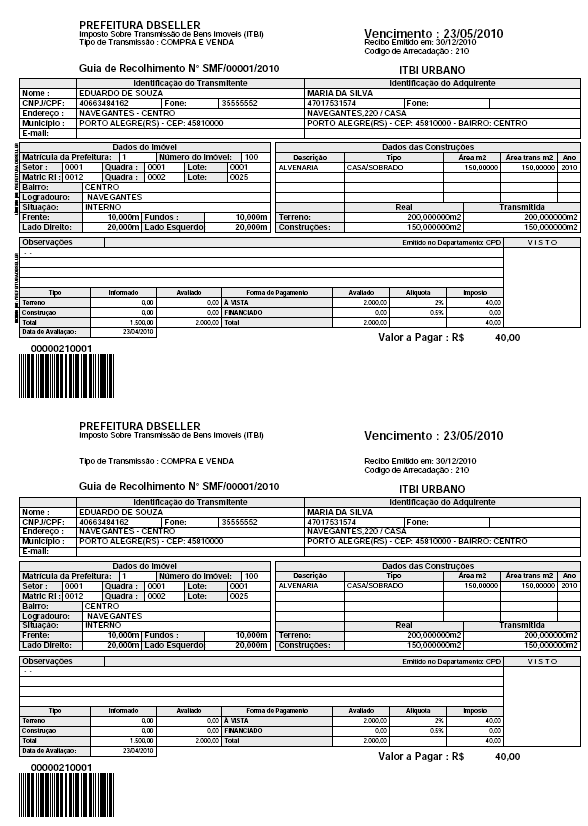 PREFEITURA DBSELLER
Imposto Sobre Transmissão de Bens Imoveis (ITBI)
Tipo de Transmissão : COMPRA E VENDA
Vencimento : 23/05/2010
Recibo Emitido em: 30/12/2010
Codigo de Arrecadação : 210
Guia de Recolhimento N° SMF/00001/2010 ITBI URBANO
Identificação do Transmitente Identificação do Adquirente
Nome : EDUARDO DE SOUZA MARIA DA SILVA
CNPJ/CPF: 40663484162 Fone: 35555552 47017531574 Fone:
Endereço : NAVEGANTES - CENTRO NAVEGANTES,220 / CASA
Município : PORTO ALEGRE(RS) - CEP: 45810000 PORTO ALEGRE(RS) - CEP: 45810000 - BAIRRO: CENTRO
E-mail:
Dados do Imóvel Dados das Construções
Matrícula da Prefeitura: 1 Número do Imóvel: 100 Descrição Tipo Área m2 Área trans m2 Ano
Setor : 0001 Quadra : 0001 Lote: 0001 ALVENARIA CASA/SOBRADO 150,00000 150,00000 2010
Matric RI : 0012 Quadra : 0002 Lote: 0025
Bairro: CENTRO
Logradouro: NAVEGANTES
Situação: INTERNO Real Transmitida
Frente: 10,000m Fundos : 10,000m Terreno: 200,000000m2 200,000000m2
Lado Direito: 20,000m Lado Esquerdo 20,000m Construções: 150,000000m2 150,000000m2
Observações Emitido no Departamento: CPD V I S T O
- -
Tipo Informado Avaliado Forma de Pagamento Avaliado Alíquota Imposto
Terreno 0,00 0,00 À VISTA 2.000,00 2% 40,00
Construção 0,00 0,00 FINANCIADO 0,00 0.5% 0,00
Total 1.500,00 2.000,00 Total 2.000,00 40,00
Data da Avaliaçao: 23/04/2010
Valor a Pagar : R$ 40,00
00000210001
PREFEITURA DBSELLER
Imposto Sobre Transmissão de Bens Imoveis (ITBI)
Vencimento : 23/05/2010
Tipo de Transmissão : COMPRA E VENDA Recibo Emitido em: 30/12/2010
Codigo de Arrecadação : 210
Guia de Recolhimento N° SMF/00001/2010 ITBI URBANO
Identificação do Transmitente Identificação do Adquirente
Nome : EDUARDO DE SOUZA MARIA DA SILVA
CNPJ/CPF: 40663484162 Fone: 35555552 47017531574 Fone:
Endereço : NAVEGANTES - CENTRO NAVEGANTES,220 / CASA
Município : PORTO ALEGRE(RS) - CEP: 45810000 PORTO ALEGRE(RS) - CEP: 45810000 - BAIRRO: CENTRO
E-mail:
Dados do Imóvel Dados das Construções
Matrícula da Prefeitura: 1 Número do Imóvel: 100 Descrição Tipo Área m2 Área trans m2 Ano
Setor : 0001 Quadra : 0001 Lote: 0001 ALVENARIA CASA/SOBRADO 150,00000 150,00000 2010
Matric RI : 0012 Quadra : 0002 Lote: 0025
Bairro: CENTRO
Logradouro: NAVEGANTES
Situação: INTERNO Real Transmitida
Frente: 10,000m Fundos : 10,000m Terreno: 200,000000m2 200,000000m2
Lado Direito: 20,000m Lado Esquerdo 20,000m Construções: 150,000000m2 150,000000m2
Observações Emitido no Departamento: CPD V I S T O
- -
Tipo Informado Avaliado Forma de Pagamento Avaliado Alíquota Imposto
Terreno 0,00 0,00 À VISTA 2.000,00 2% 40,00
Construção 0,00 0,00 FINANCIADO 0,00 0.5% 0,00
Total 1.500,00 2.000,00 Total 2.000,00 40,00
Data da Avaliaçao: 23/04/2010
Valor a Pagar : R$ 40,00
00000210001